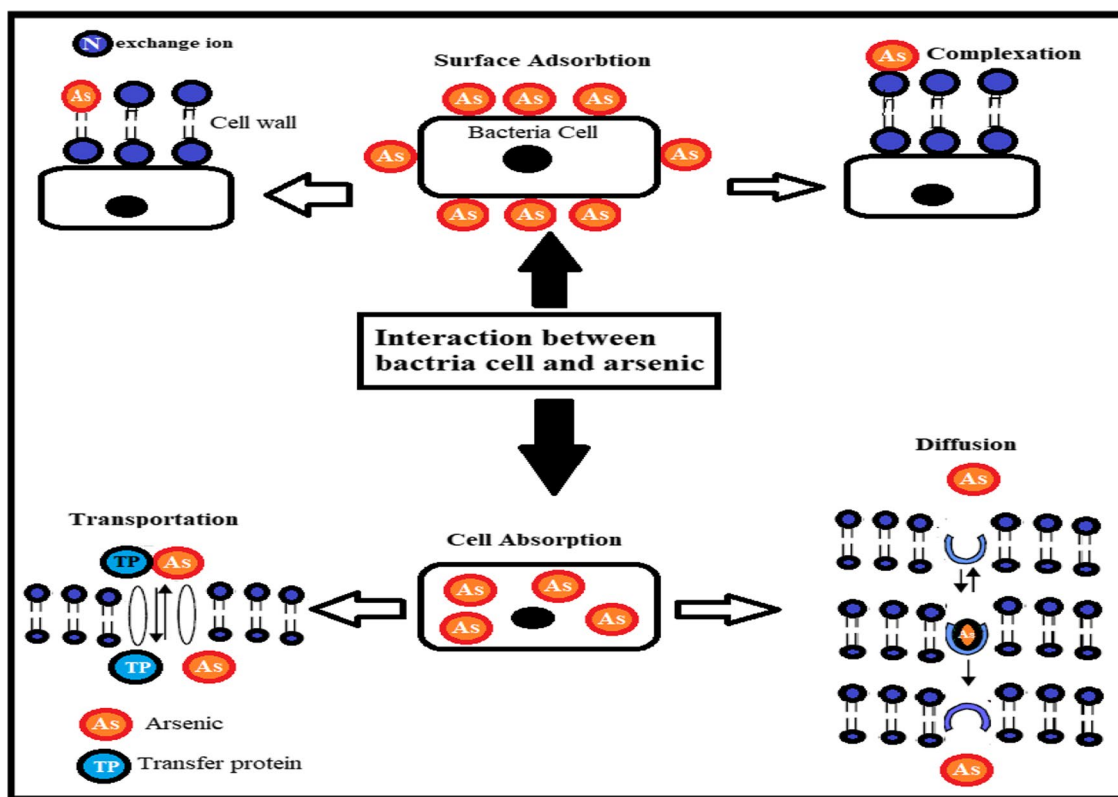 N exchange ion
As
Cell wall
Surface Adsorbtion
As As As
Bacteria Cell
As As
As As As
As Complexation
Interaction between
bactria cell and arsenic
Transportation
TP As
TP As
As Arsenic
TP Transfer protein
Cell Absorption
As As
As As
Diffusion
As
As
As